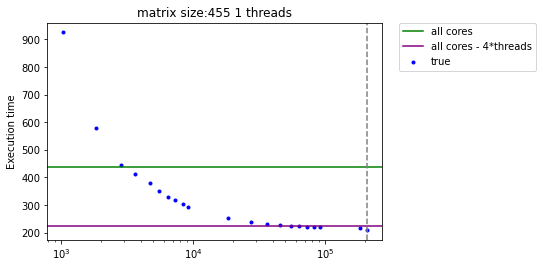 matrix size:455 1 threads
all cores
all cores - 4*threads
true
Execution time
900
800
700
600
500
400
300
200
10³
10⁴
10⁵